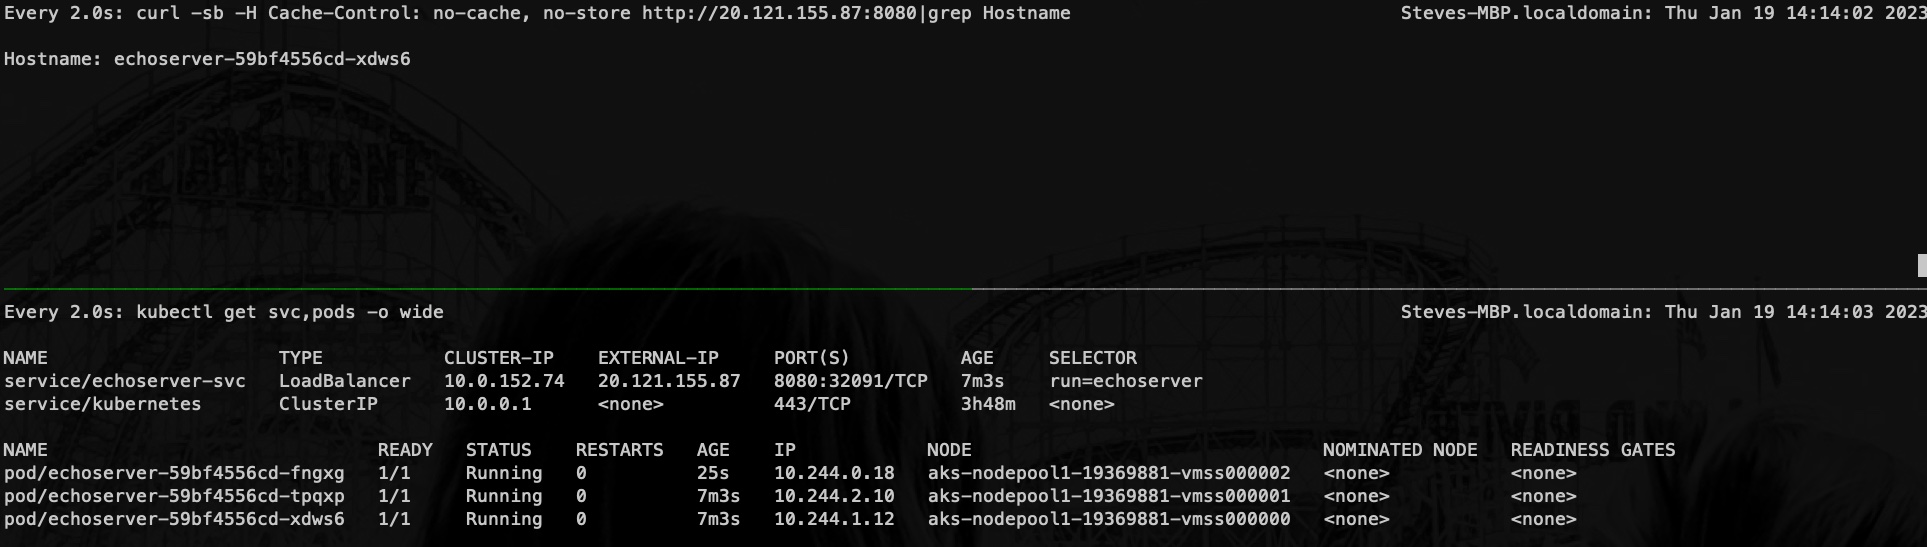 Every 2.0s: curl -sb -H Cache-Control: no-cache, no-store http://20.121.155.87:8080|grep Hostname Steves-MBP.localdomain: Thu Jan 19 14:14:02 2023
Hostname: echoserver-59bf4556cd-xdws6
Every 2.0s: kubectl get svc,pods -o wide Steves-MBP.localdomain: Thu Jan 19 14:14:03 2023
NAME TYPE CLUSTER-IP EXTERNAL-IP PORT(S) AGE SELECTOR
service/echoserver-svc LoadBalancer 10.0.152.74 20.121.155.87 8080:32091/TCP 7m3s run=echoserver
service/kubernetes ClusterIP 10.0.0.1 <none> 443/TCP 3h48m <none>
NAME READY STATUS RESTARTS AGE IP NODE NOMINATED NODE READINESS GATES
pod/echoserver-59bf4556cd-fngxg 1/1 Running 0 25s 10.244.0.18 aks-nodepool1-19369881-vmss000002 <none> <none>
pod/echoserver-59bf4556cd-tpqxp 1/1 Running 0 7m3s 10.244.2.10 aks-nodepool1-19369881-vmss000001 <none> <none>
pod/echoserver-59bf4556cd-xdws6 1/1 Running 0 7m3s 10.244.1.12 aks-nodepool1-19369881-vmss000000 <none> <none>